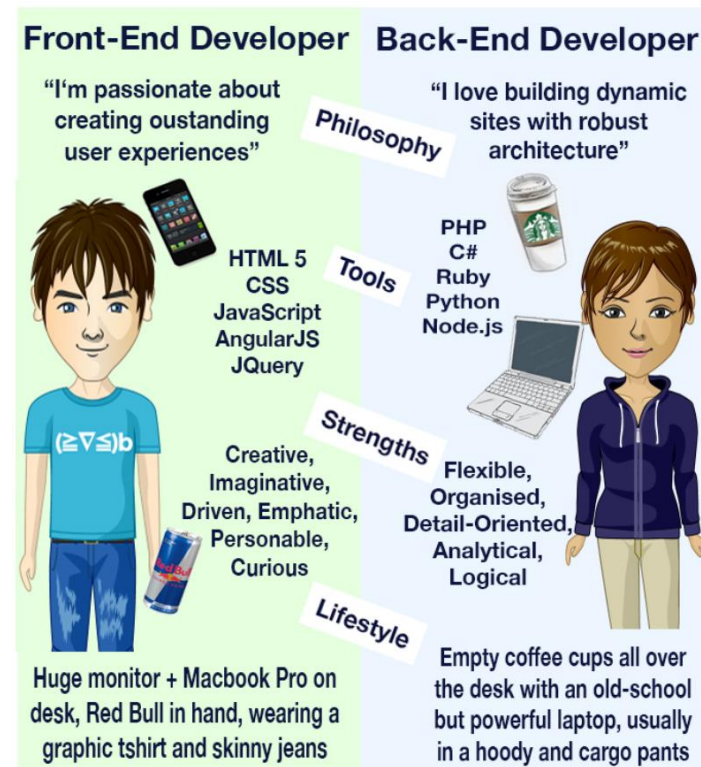 Front-End Developer
Back-End Developer
“I‘m passionate about
creating oustanding
user experiences”
Philosophy
“I love building dynamic
sites with robust
architecture”
HTML 5
CSS
JavaScript
AngularJS
JQuery
Tools
PHP
C#
Ruby
Python
Node.js
(≧∇≦)b
Strengths
Creative,
Imaginative,
Driven, Emphatic,
Personable,
Curious
Flexible,
Organised,
Detail-Oriented,
Analytical,
Logical
Red Bull
Lifestyle
Huge monitor + Macbook Pro on
desk, Red Bull in hand, wearing a
graphic tshirt and skinny jeans
Empty coffee cups all over
the desk with an old-school
but powerful laptop, usually
in a hoody and cargo pants